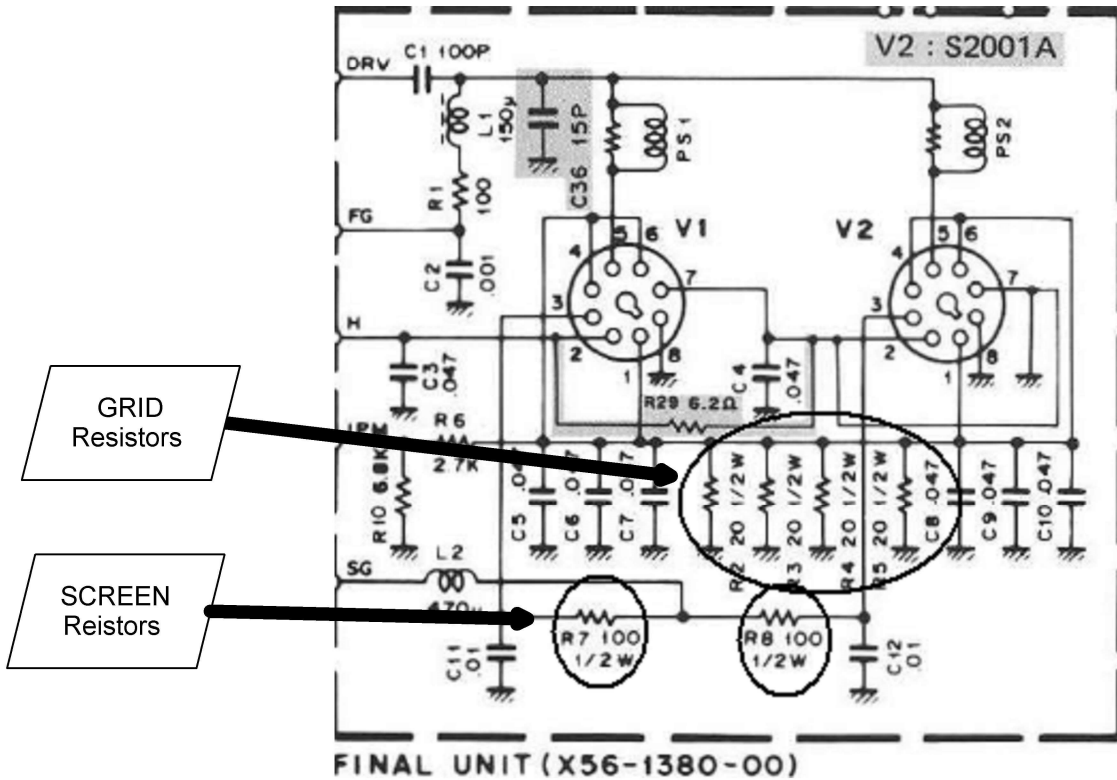 V2 : S2001A
DRV
C1 100P
L1
150μ
C36 15P
PS1
PS2
R1
100
FG
C2
.001
V1
V2
4
5
6
7
3
2
1
8
4
5
6
7
3
2
1
8
H
C3
.047
C4
.047
R29 6.2Ω
GRID
Resistors
R6
2.7K
R10 6.8K
C5 .047
C6 .047
C7 .047
R2 20 1/2W
R3 20 1/2W
R4 20 1/2W
R5 20 1/2W
C8 .047
C9 .047
C10 .047
SG
L2
SCREEN
Reistors
R7 100
1/2W
R8 100
1/2W
C11
.01
C12
.01
FINAL UNIT (X56-1380-00)